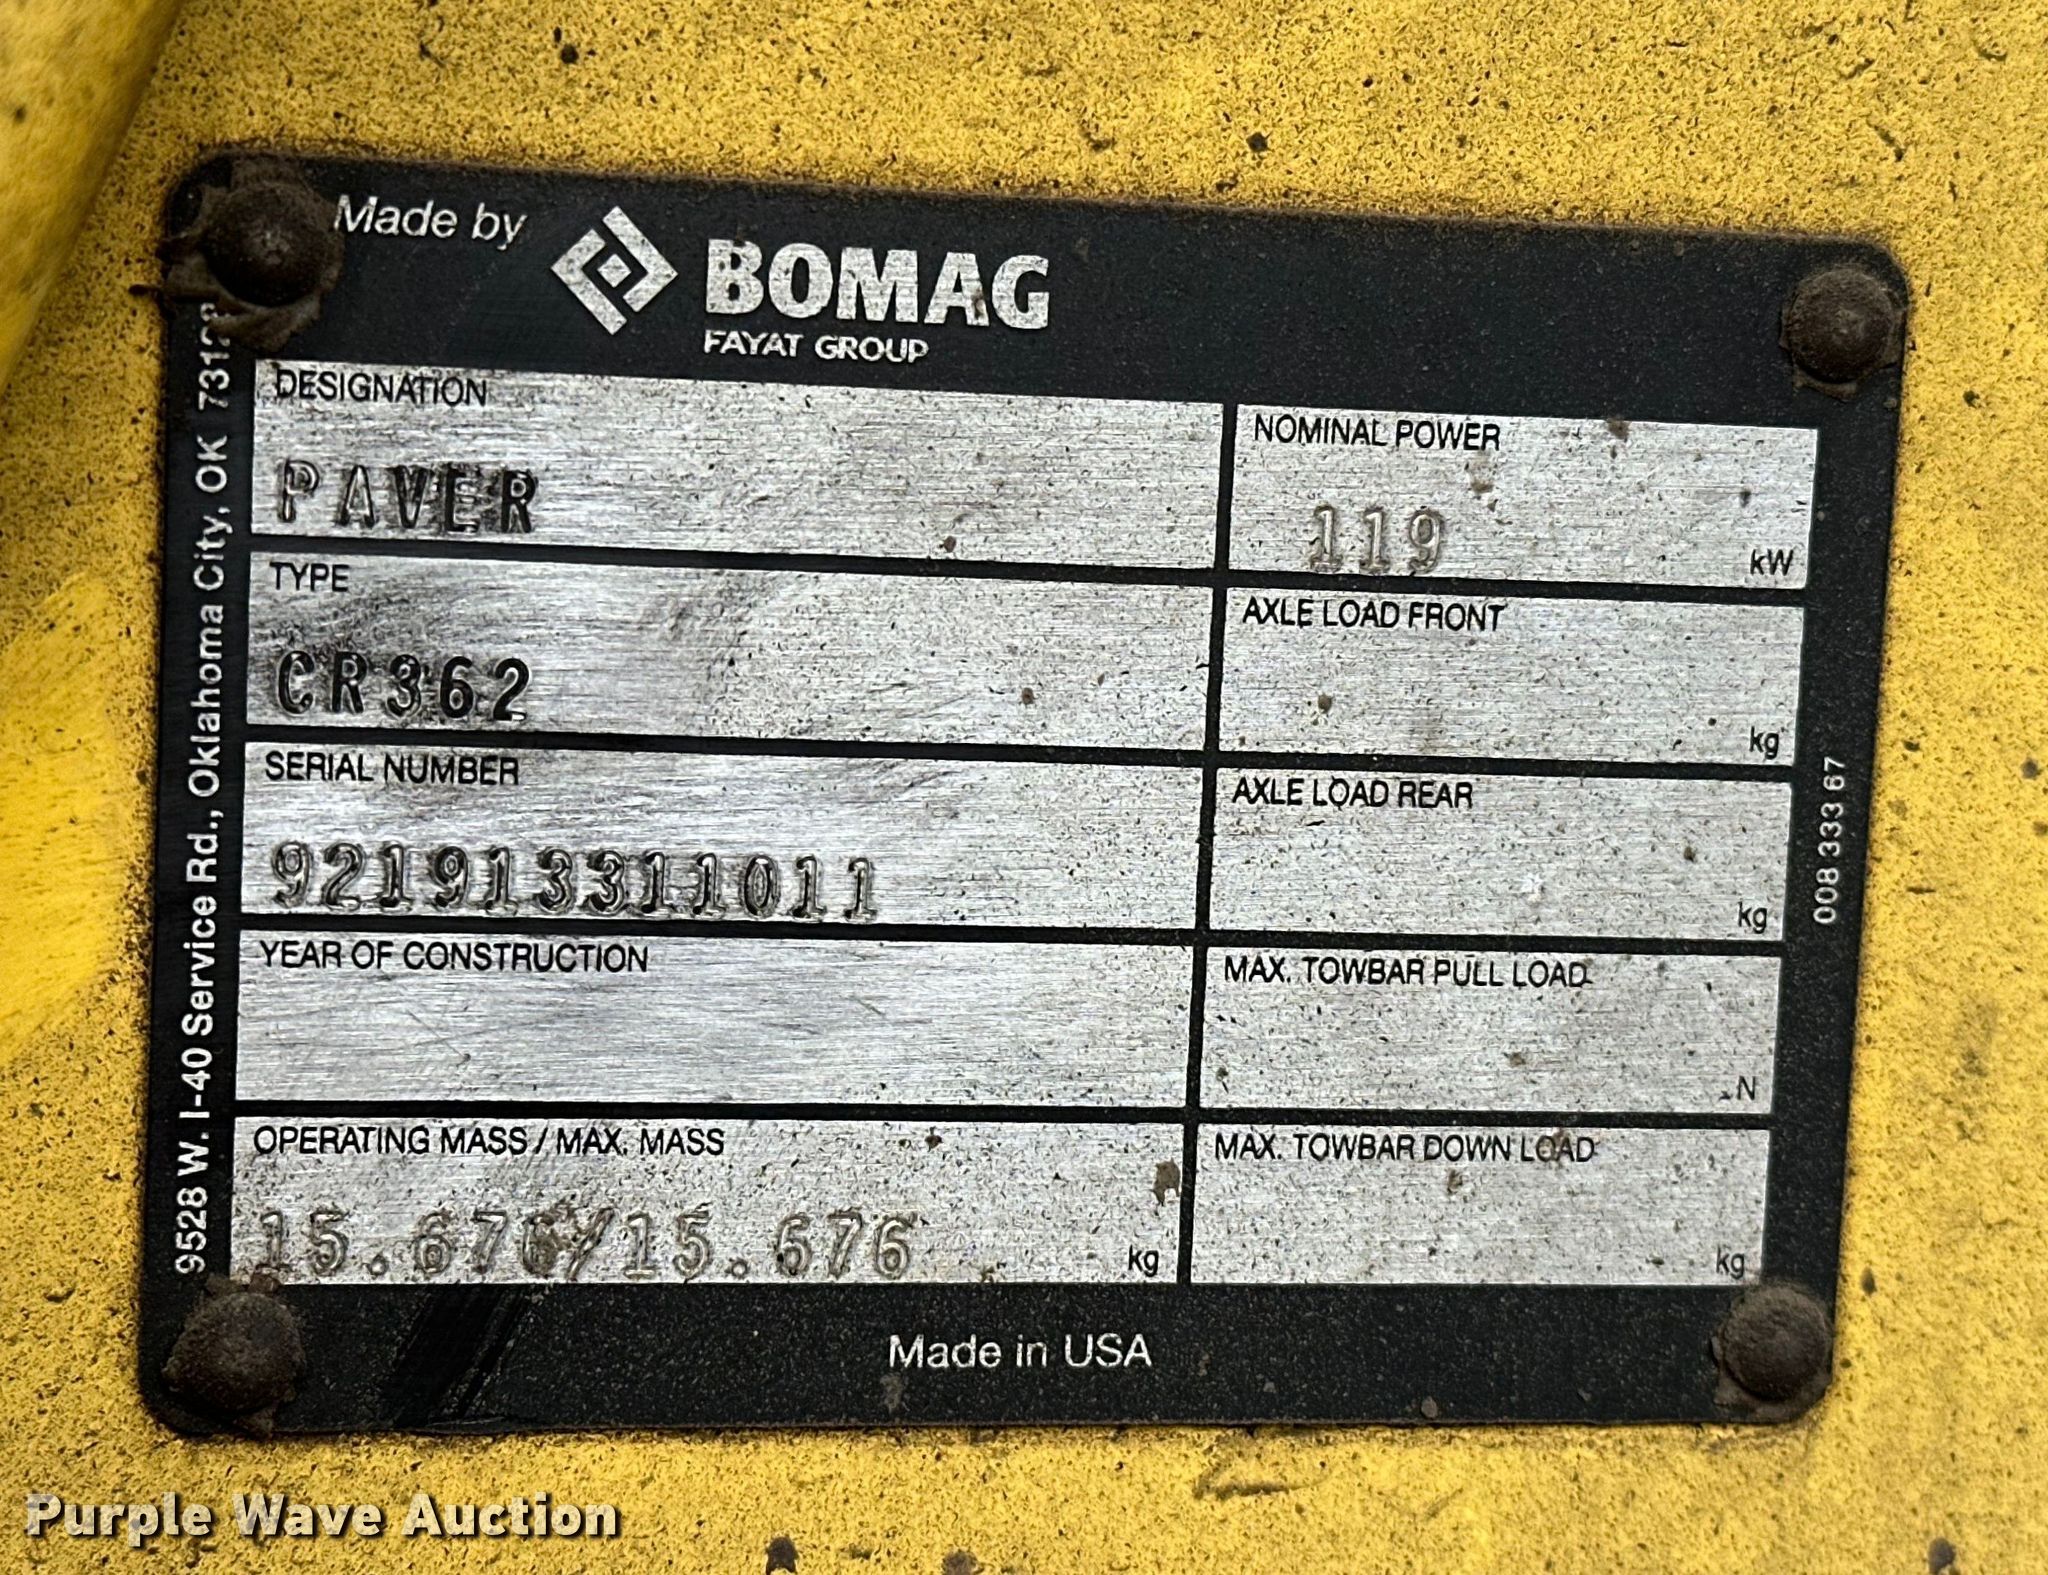 Made by BOMAG
FAYAT GROUP
DESIGNATION
PAVER
NOMINAL POWER
119 kW
TYPE
CR362
AXLE LOAD FRONT
kg
SERIAL NUMBER
921913311011
AXLE LOAD REAR
kg
YEAR OF CONSTRUCTION
MAX. TOWBAR PULL LOAD
N
OPERATING MASS / MAX. MASS
15.676/15.676 kg
MAX. TOWBAR DOWN LOAD
kg
Made in USA
9528 W. I-40 Service Rd., Oklahoma City, OK 73128
008 333 67
Purple Wave Auction